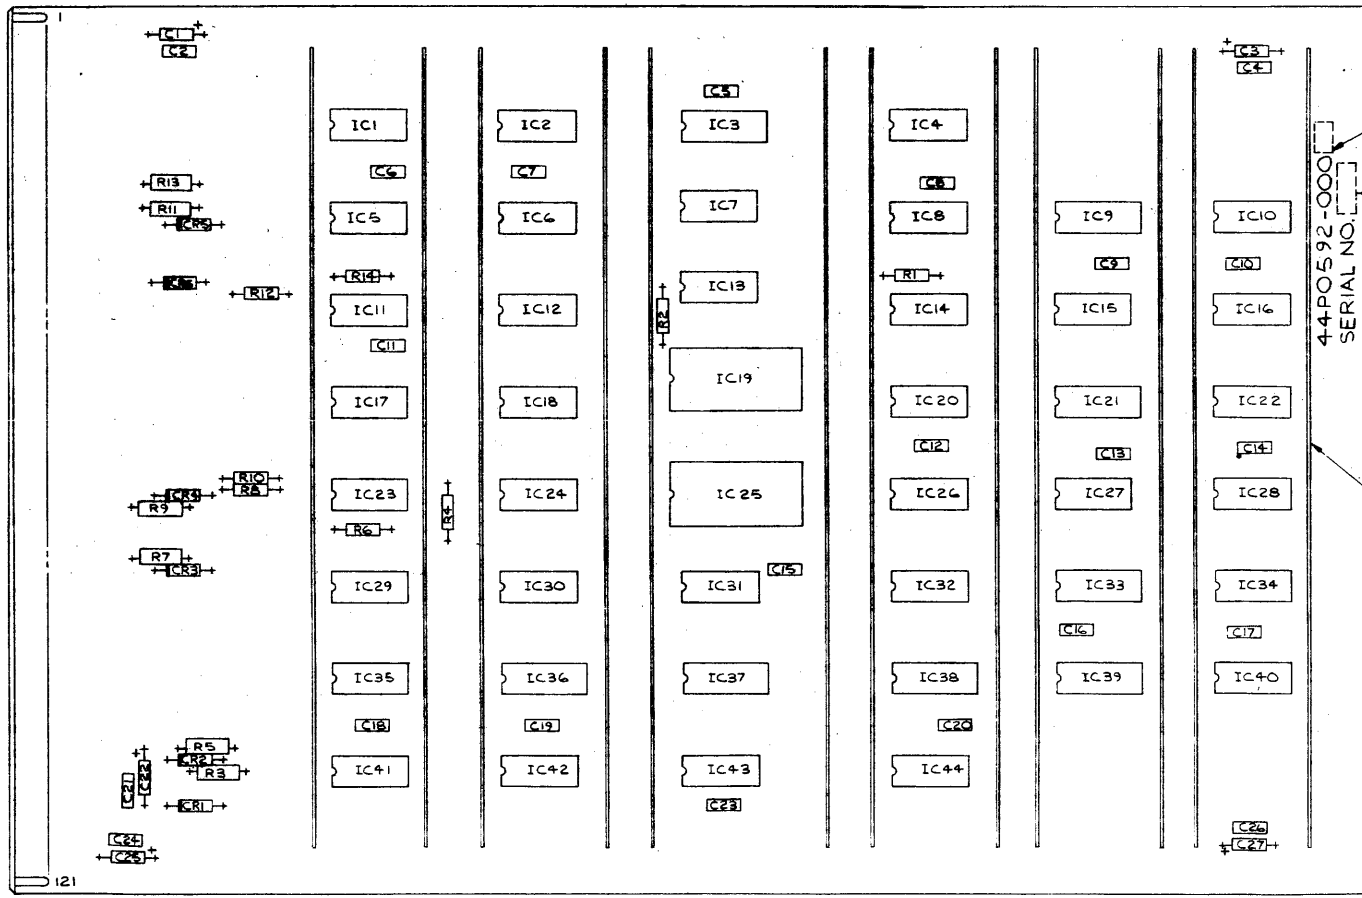 1
C1
C2
C3
C4
C5
IC1 IC2 IC3 IC4
C6 C7 C8
R13
R11
CR5
IC5 IC6 IC7 IC8 IC9 IC10
C9 C10
R14 R1
R12
IC11 IC12 R2 IC13 IC14 IC15 IC16
C11
IC19
IC17 IC18 IC20 IC21 IC22
C12 C13 C14
R10
R8
CR4
R9
IC23 R4 IC24 IC25 IC26 IC27 IC28
R6
R7
CR3
C15
IC29 IC30 IC31 IC32 IC33 IC34
C16 C17
IC35 IC36 IC37 IC38 IC39 IC40
C18 C19 C20
R5
CR2
R3
C21 C22
IC41 IC42 IC43 IC44
CR1
C23
C24
C25
C26
C27
121
44P0592-000
SERIAL NO.